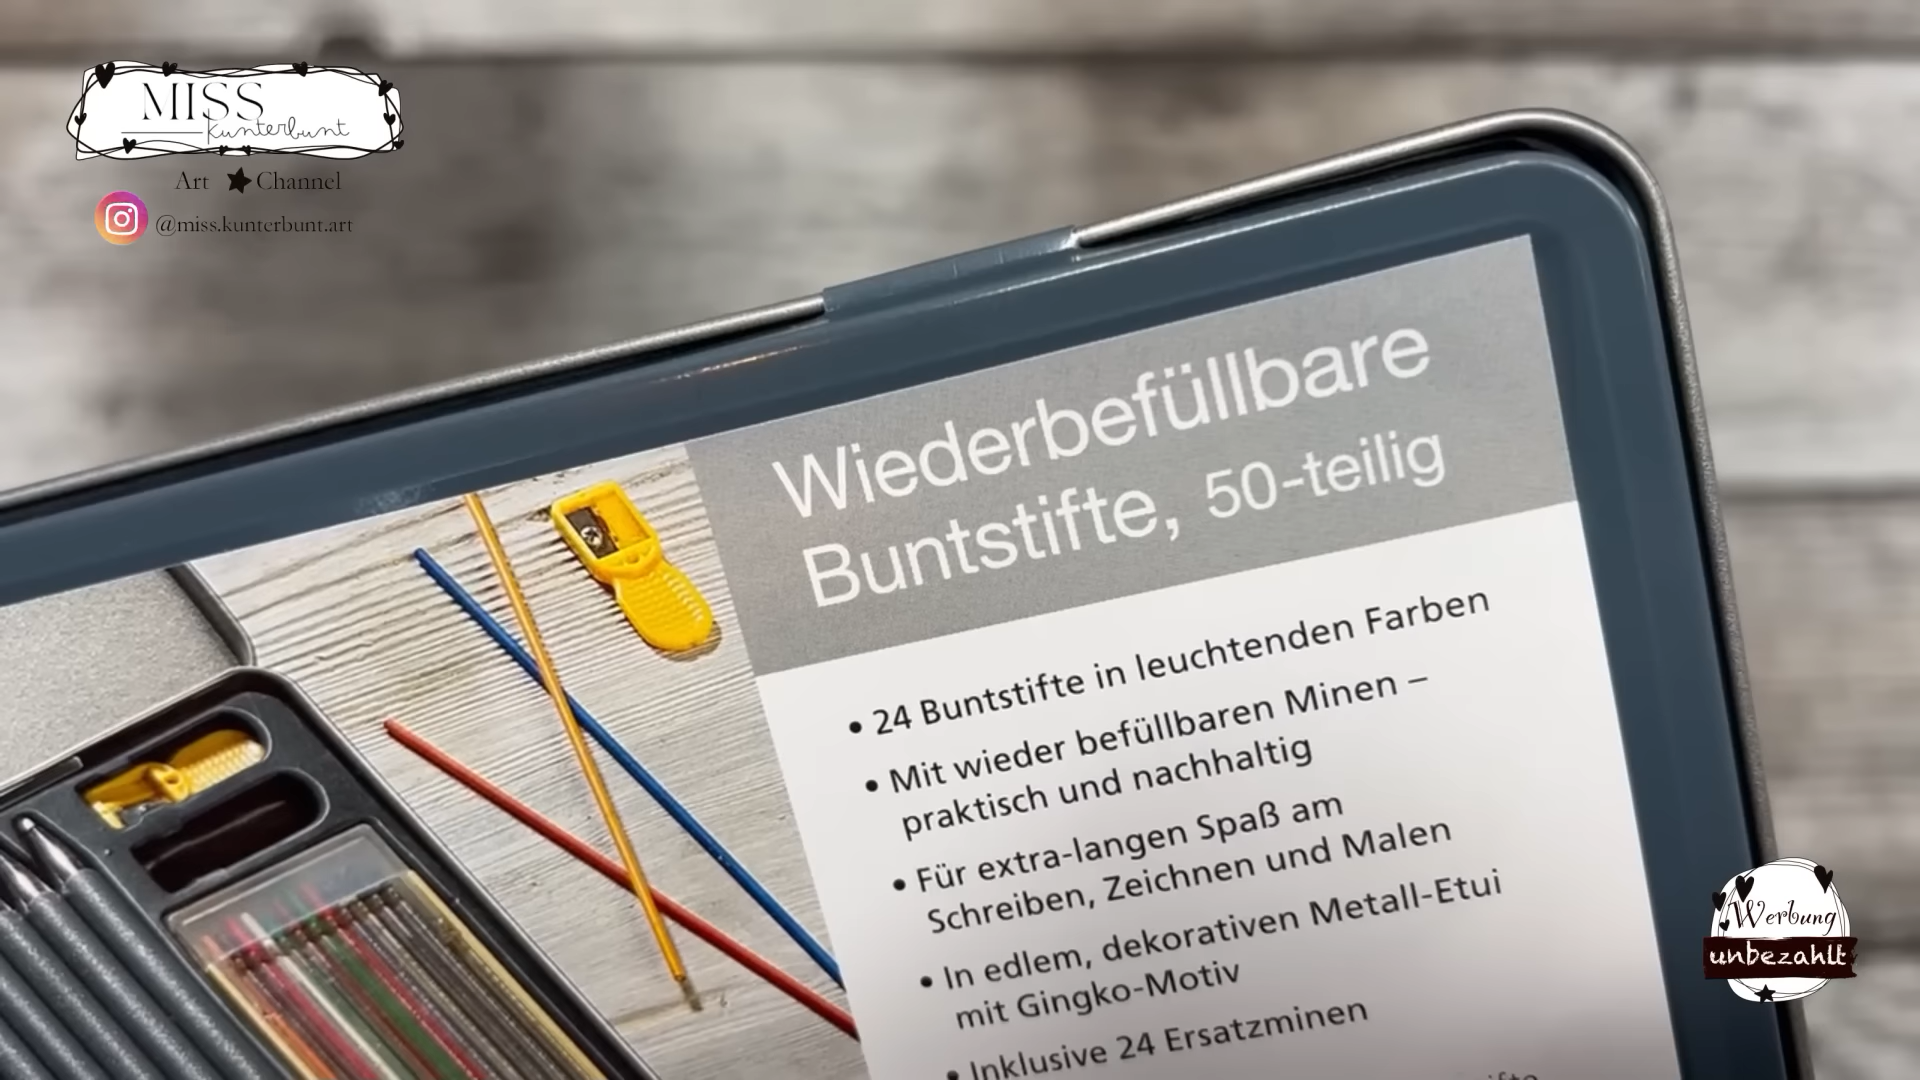 MISS
kunterbunt
Art Channel
@miss.kunterbunt.art
Wiederbefüllbare
Buntstifte, 50-teilig
• 24 Buntstifte in leuchtenden Farben
• Mit wieder befüllbaren Minen –
praktisch und nachhaltig
• Für extra-langen Spaß am
Schreiben, Zeichnen und Malen
• In edlem, dekorativen Metall-Etui
mit Gingko-Motiv
• Inklusive 24 Ersatzminen
Werbung
unbezahlt